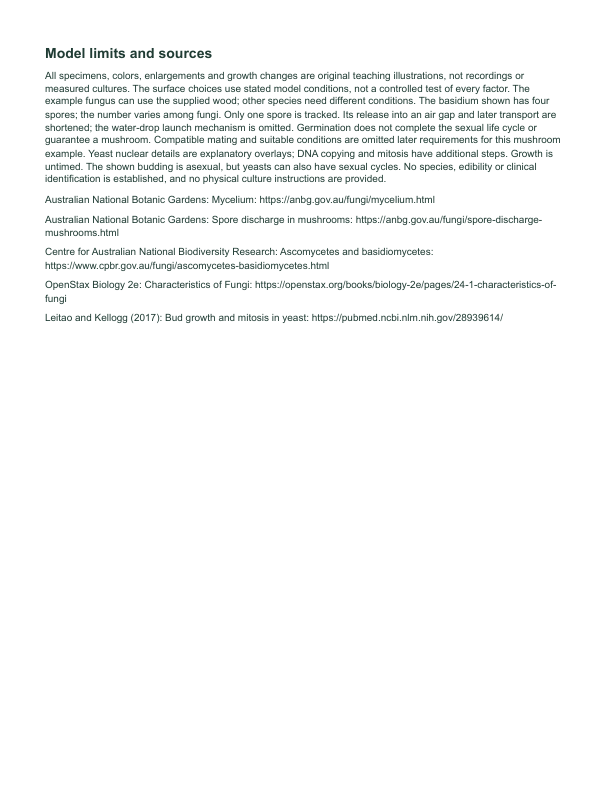 Model limits and sources
All specimens, colors, enlargements and growth changes are original teaching illustrations, not recordings or
measured cultures. The surface choices use stated model conditions, not a controlled test of every factor. The
example fungus can use the supplied wood; other species need different conditions. The basidium shown has four
spores; the number varies among fungi. Only one spore is tracked. Its release into an air gap and later transport are
shortened; the water-drop launch mechanism is omitted. Germination does not complete the sexual life cycle or
guarantee a mushroom. Compatible mating and suitable conditions are omitted later requirements for this mushroom
example. Yeast nuclear details are explanatory overlays; DNA copying and mitosis have additional steps. Growth is
untimed. The shown budding is asexual, but yeasts can also have sexual cycles. No species, edibility or clinical
identification is established, and no physical culture instructions are provided.
Australian National Botanic Gardens: Mycelium: https://anbg.gov.au/fungi/mycelium.html
Australian National Botanic Gardens: Spore discharge in mushrooms: https://anbg.gov.au/fungi/spore-discharge-
mushrooms.html
Centre for Australian National Biodiversity Research: Ascomycetes and basidiomycetes:
https://www.cpbr.gov.au/fungi/ascomycetes-basidiomycetes.html
OpenStax Biology 2e: Characteristics of Fungi: https://openstax.org/books/biology-2e/pages/24-1-characteristics-of-
fungi
Leitao and Kellogg (2017): Bud growth and mitosis in yeast: https://pubmed.ncbi.nlm.nih.gov/28939614/